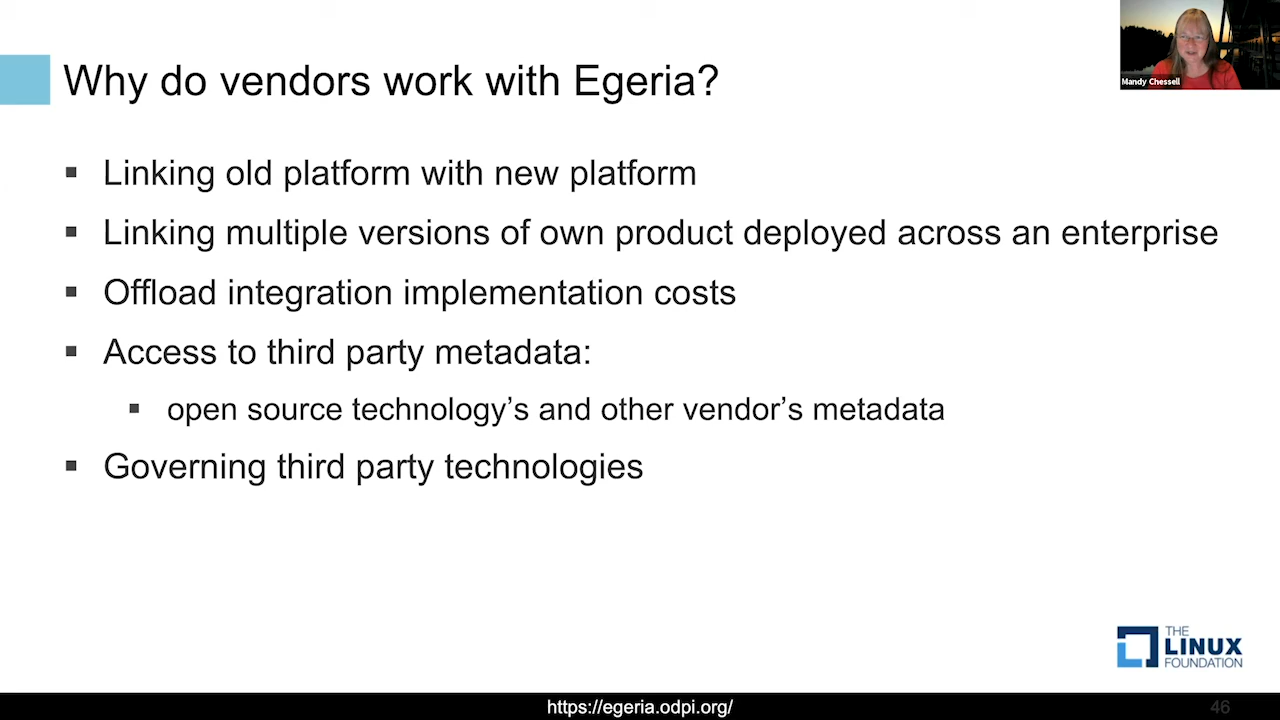 Mandy Chessell
Why do vendors work with Egeria?
Linking old platform with new platform
Linking multiple versions of own product deployed across an enterprise
Offload integration implementation costs
Access to third party metadata:
open source technology’s and other vendor’s metadata
Governing third party technologies
THE
LINUX
FOUNDATION
https://egeria.odpi.org/
46